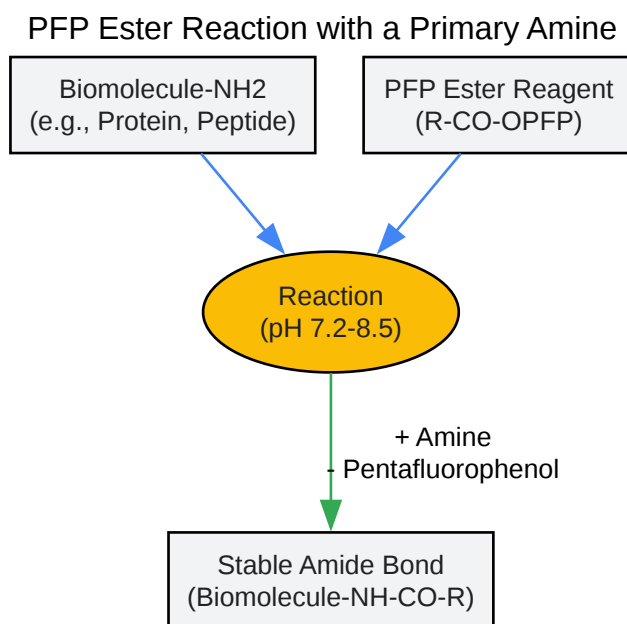 PFP Ester Reaction with a Primary Amine
Biomolecule-NH2
(e.g., Protein, Peptide)
PFP Ester Reagent
(R-CO-OPFP)
Reaction
(pH 7.2-8.5)
+ Amine
- Pentafluorophenol
Stable Amide Bond
(Biomolecule-NH-CO-R)